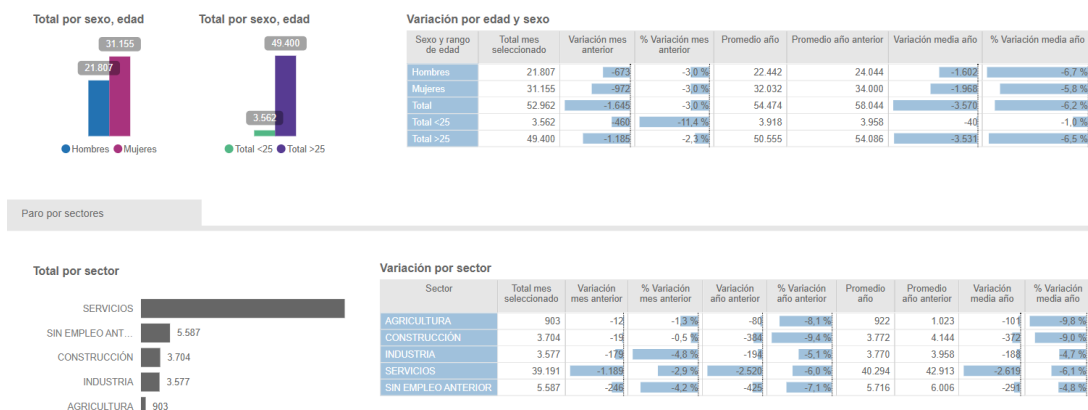 Total por sexo, edad
31.155
21.807
Hombres Mujeres
Total por sexo, edad
49.400
3.562
Total <25 Total >25
Variación por edad y sexo
Sexo y rango de edad Total mes seleccionado Variación mes anterior % Variación mes anterior Promedio año Promedio año anterior Variación media año % Variación media año
Hombres 21.807 -673 -3,0 % 22.442 24.044 -1.602 -6,7 %
Mujeres 31.155 -972 -3,0 % 32.032 34.000 -1.968 -5,8 %
Total 52.962 -1.645 -3,0 % 54.474 58.044 -3.570 -6,2 %
Total <25 3.562 -460 -11,4 % 3.918 3.958 -40 -1,0 %
Total >25 49.400 -1.185 -2,3 % 50.555 54.086 -3.531 -6,5 %
Paro por sectores
Total por sector
SERVICIOS
SIN EMPLEO ANT... 5.587
CONSTRUCCIÓN 3.704
INDUSTRIA 3.577
AGRICULTURA 903
Variación por sector
Sector Total mes seleccionado Variación mes anterior % Variación mes anterior Variación año anterior % Variación año anterior Promedio año Promedio año anterior Variación media año % Variación media año
AGRICULTURA 903 -12 -1,3 % -80 -8,1 % 922 1.023 -101 -9,8 %
CONSTRUCCIÓN 3.704 -19 -0,5 % -384 -9,4 % 3.772 4.144 -372 -9,0 %
INDUSTRIA 3.577 -179 -4,8 % -194 -5,1 % 3.770 3.958 -188 -4,7 %
SERVICIOS 39.191 -1.189 -2,9 % -2.520 -6,0 % 40.294 42.913 -2.619 -6,1 %
SIN EMPLEO ANTERIOR 5.587 -246 -4,2 % -425 -7,1 % 5.716 6.006 -291 -4,8 %